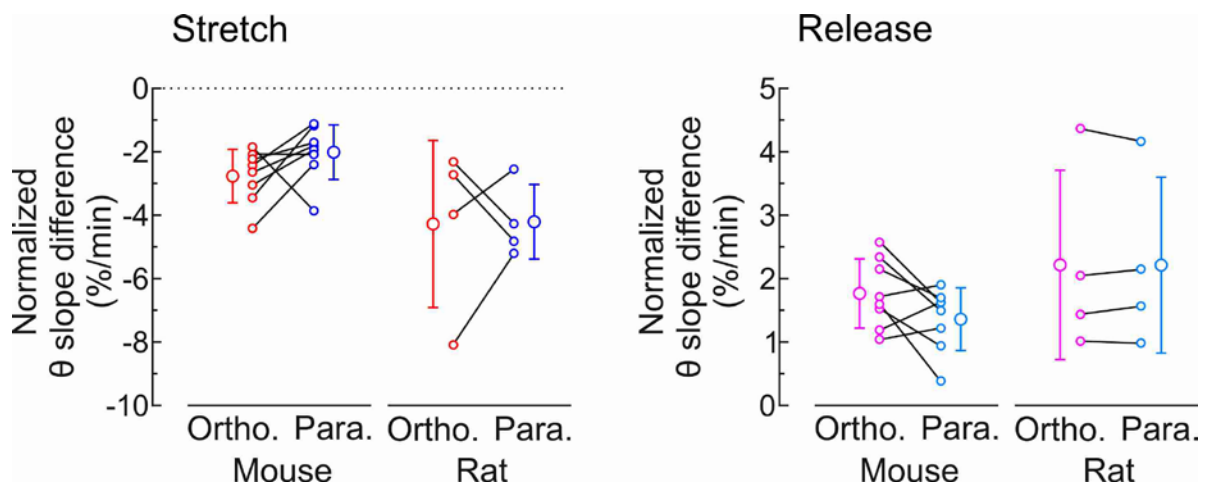 Stretch
Normalized
θ slope difference
(%/min)
0
-2
-4
-6
-8
-10
Ortho. Para. Ortho. Para.
Mouse Rat
Release
Normalized
θ slope difference
(%/min)
5
4
3
2
1
0
Ortho. Para. Ortho. Para.
Mouse Rat